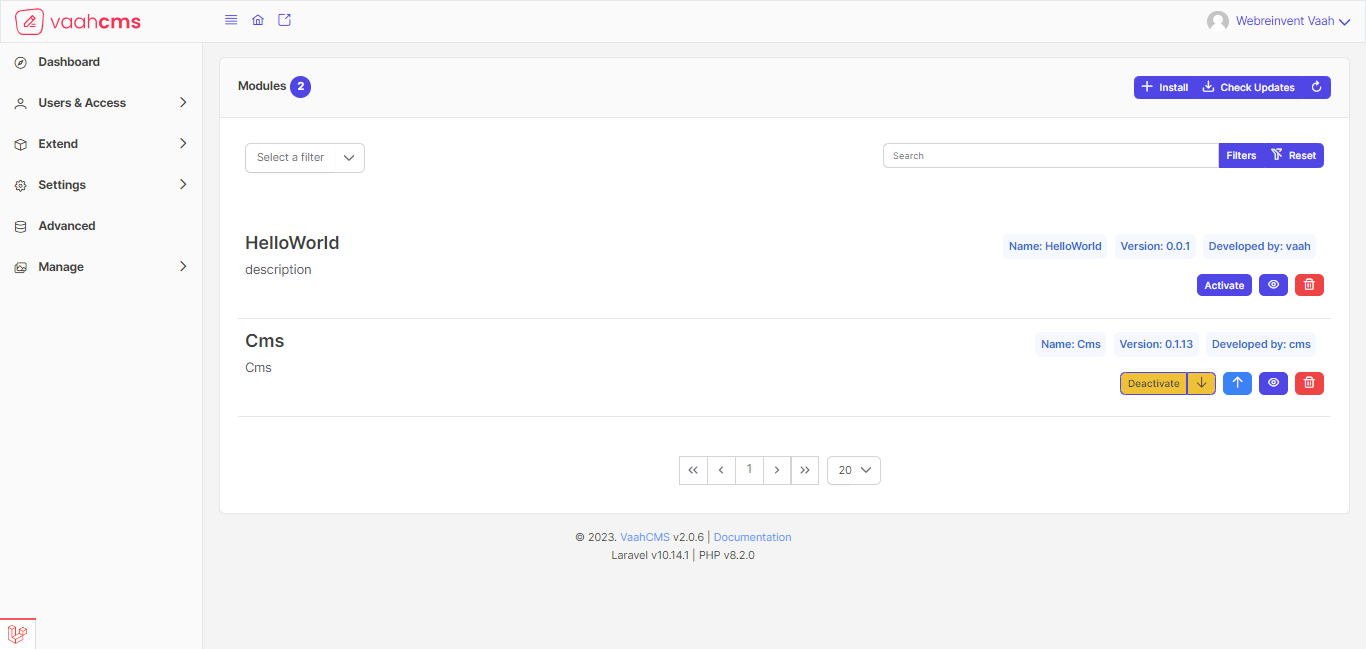 vaahcms
Webreinvent Vaah
Dashboard
Users & Access
Extend
Settings
Advanced
Manage
Modules 2
Install Check Updates
Select a filter
Search Filters Reset
HelloWorld
description
Name: HelloWorld Version: 0.0.1 Developed by: vaah
Activate
Cms
Cms
Name: Cms Version: 0.1.13 Developed by: cms
Deactivate
1 20
© 2023. VaahCMS v2.0.6 | Documentation
Laravel v10.14.1 | PHP v8.2.0